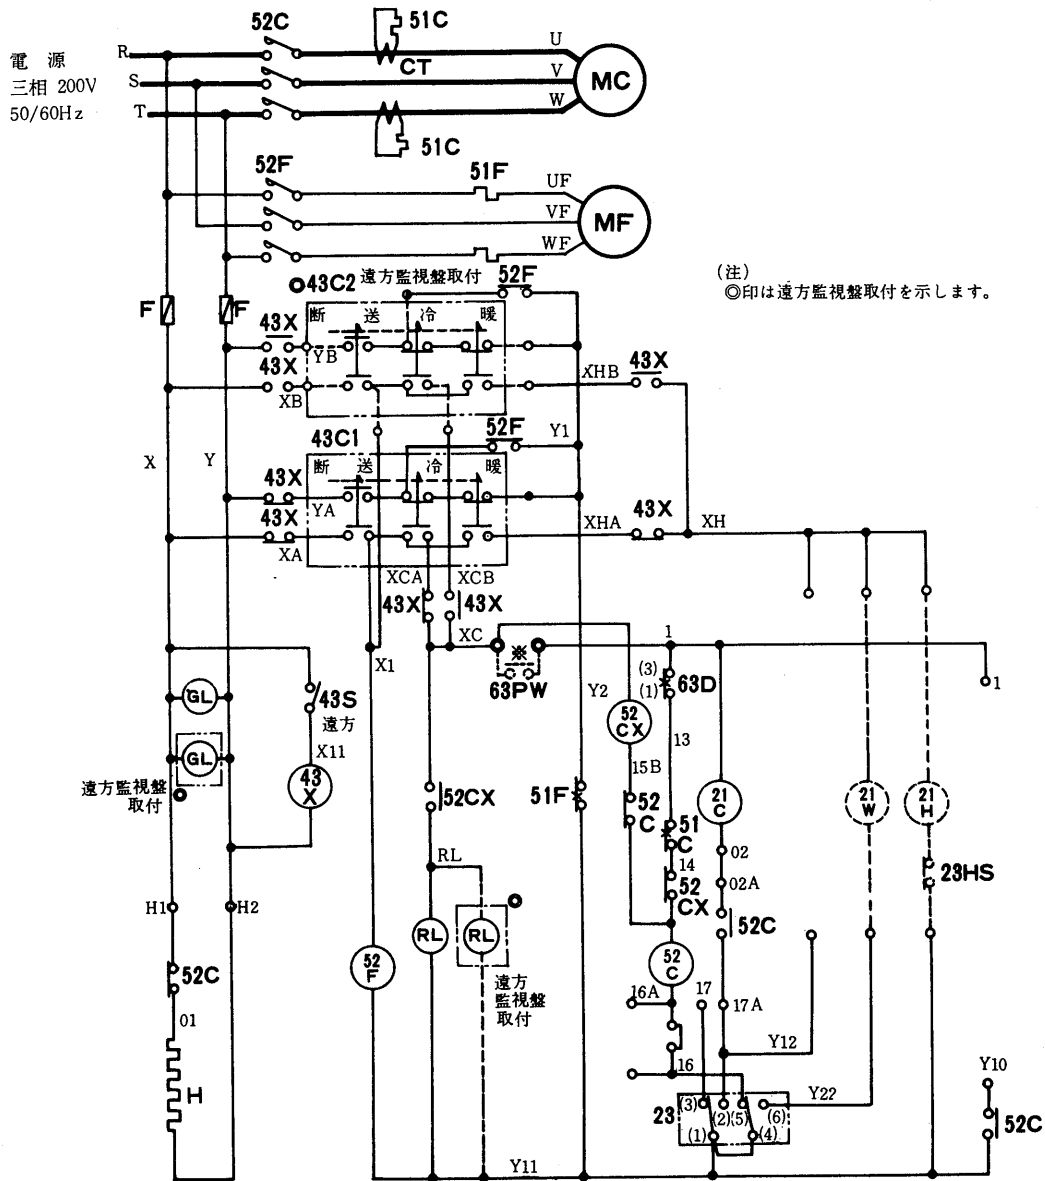 52C
51C
電 源
三相 200V
50/60Hz
R
S
T
CT
U
V
W
MC
51C
52F
51F
UF
VF
WF
MF
◎43C2 遠方監視盤取付
52F
(注)
◎印は遠方監視盤取付を示します。
F
F
43X
断 送 冷 暖
YB
43X
XB
XHB
43X
43C1
52F
Y1
X
Y
断 送 冷 暖
43X
YA
43X
XA
XHA
43X
XH
XCA
XCB
43X
43X
XC
X1
※
63PW
1
(3)
(1)
63D
1
Y2
GL
43S
遠方
X11
GL
遠方監視盤
取付
◎
43
X
52
CX
13
15B
52CX
51F
52
C
51
C
14
52
CX
21
C
02
02A
52C
21
W
21
H
23HS
RL
◎
H1
H2
RL
RL
遠方
監視盤
取付
52C
01
H
52
F
52
C
16A
17
17A
Y12
16
Y22
Y10
52C
23
(3)
(2)
(5)
(6)
(1)
(4)
Y11